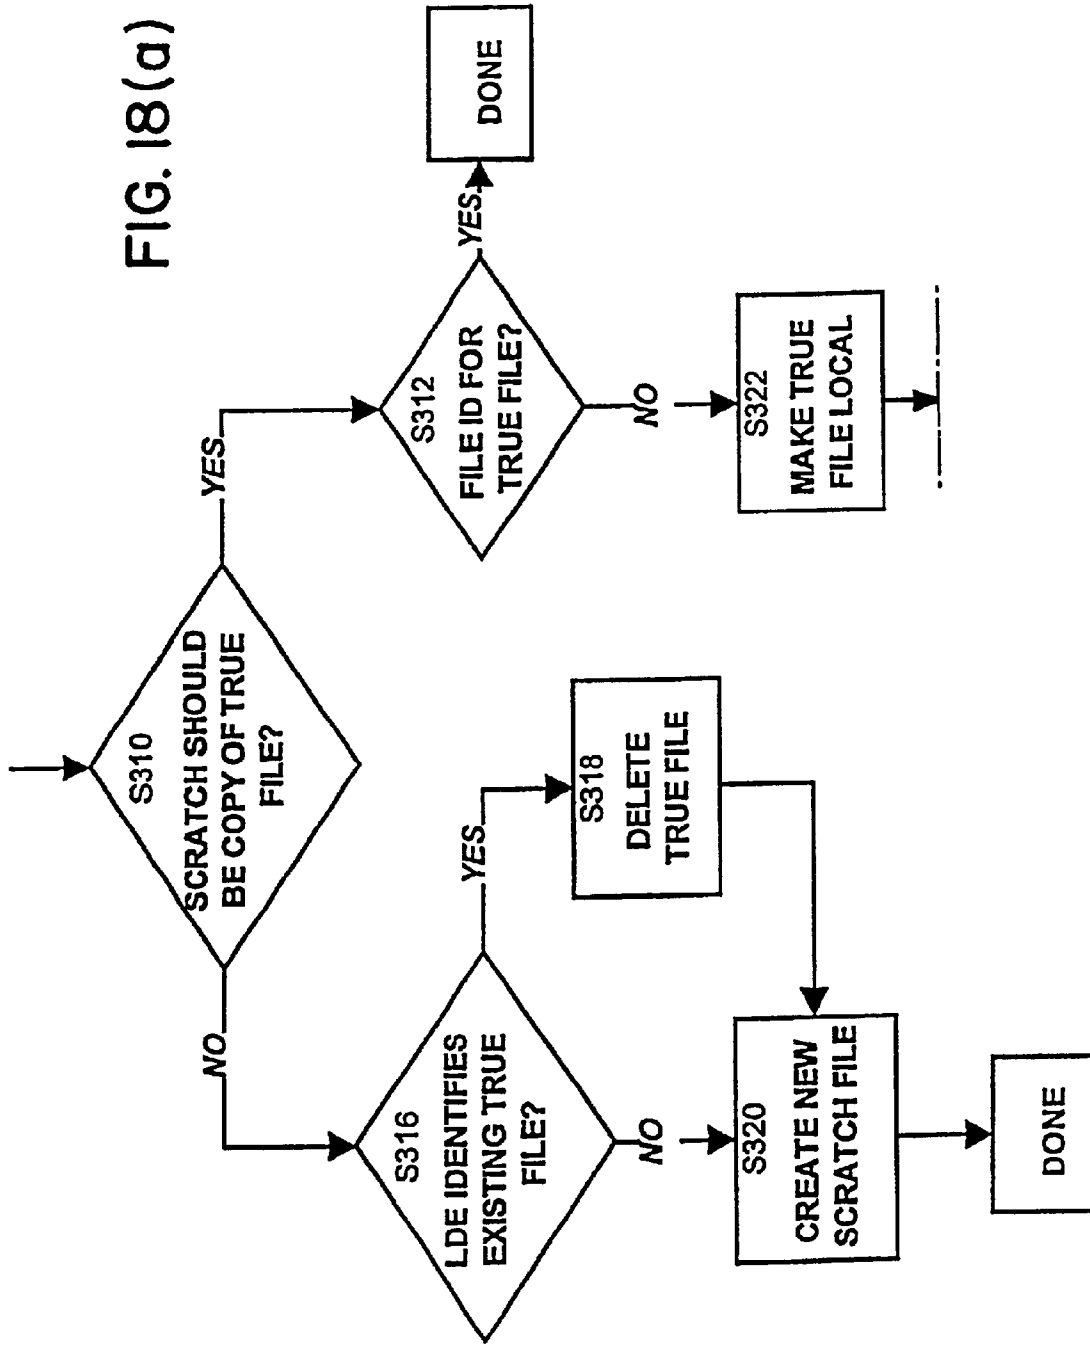 FIG. 18(a)
S310
SCRATCH SHOULD
BE COPY OF TRUE
FILE?
NO
YES
S316
LDE IDENTIFIES
EXISTING TRUE
FILE?
YES
NO
S318
DELETE
TRUE FILE
S320
CREATE NEW
SCRATCH FILE
DONE
S312
FILE ID FOR
TRUE FILE?
YES
DONE
NO
S322
MAKE TRUE
FILE LOCAL